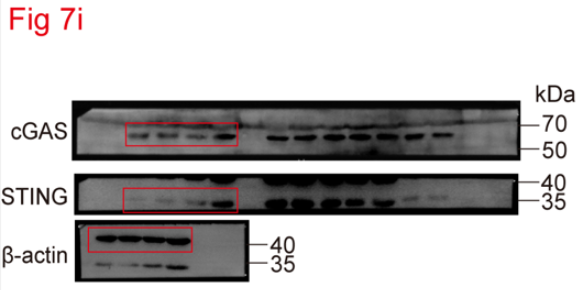 Fig 7i
kDa
cGAS
70
50
STING
40
35
β-actin
40
35